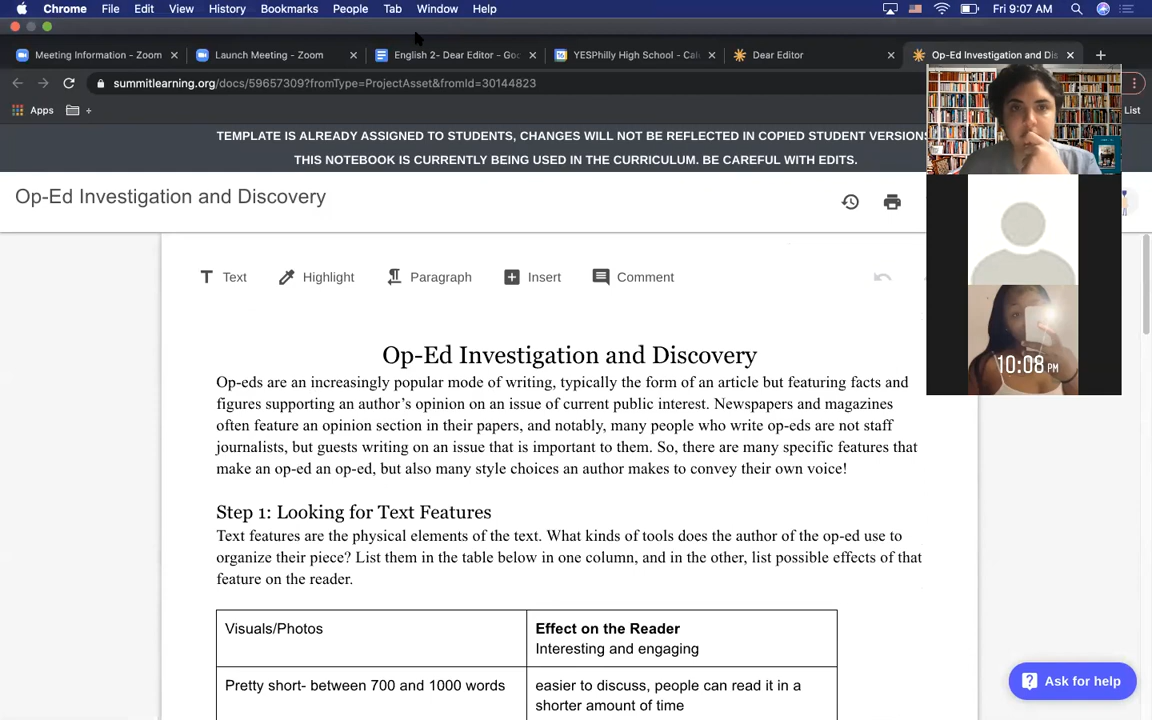 Chrome File Edit View History Bookmarks People Tab Window Help Fri 9:07 AM
Meeting Information - Zoom Launch Meeting - Zoom English 2- Dear Editor - Goo YESPhilly High School - Cale Dear Editor Op-Ed Investigation and Dis
summitlearning.org/docs/59657309?fromType=ProjectAsset&fromId=30144823
Apps List
TEMPLATE IS ALREADY ASSIGNED TO STUDENTS, CHANGES WILL NOT BE REFLECTED IN COPIED STUDENT VERSION
THIS NOTEBOOK IS CURRENTLY BEING USED IN THE CURRICULUM. BE CAREFUL WITH EDITS.
Op-Ed Investigation and Discovery
Text Highlight Paragraph Insert Comment
10:08 PM
Op-Ed Investigation and Discovery
Op-eds are an increasingly popular mode of writing, typically the form of an article but featuring facts and
figures supporting an author's opinion on an issue of current public interest. Newspapers and magazines
often feature an opinion section in their papers, and notably, many people who write op-eds are not staff
journalists, but guests writing on an issue that is important to them. So, there are many specific features that
make an op-ed an op-ed, but also many style choices an author makes to convey their own voice!
Step 1: Looking for Text Features
Text features are the physical elements of the text. What kinds of tools does the author of the op-ed use to
organize their piece? List them in the table below in one column, and in the other, list possible effects of that
feature on the reader.
Visuals/Photos
Effect on the Reader
Interesting and engaging
Pretty short- between 700 and 1000 words
easier to discuss, people can read it in a
shorter amount of time
Ask for help